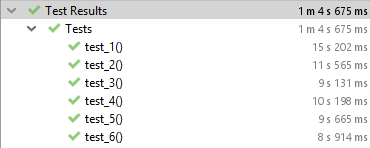 Test Results 1 m 4 s 675 ms
Tests 1 m 4 s 675 ms
test_1() 15 s 202 ms
test_2() 11 s 565 ms
test_3() 9 s 131 ms
test_4() 10 s 198 ms
test_5() 9 s 665 ms
test_6() 8 s 914 ms